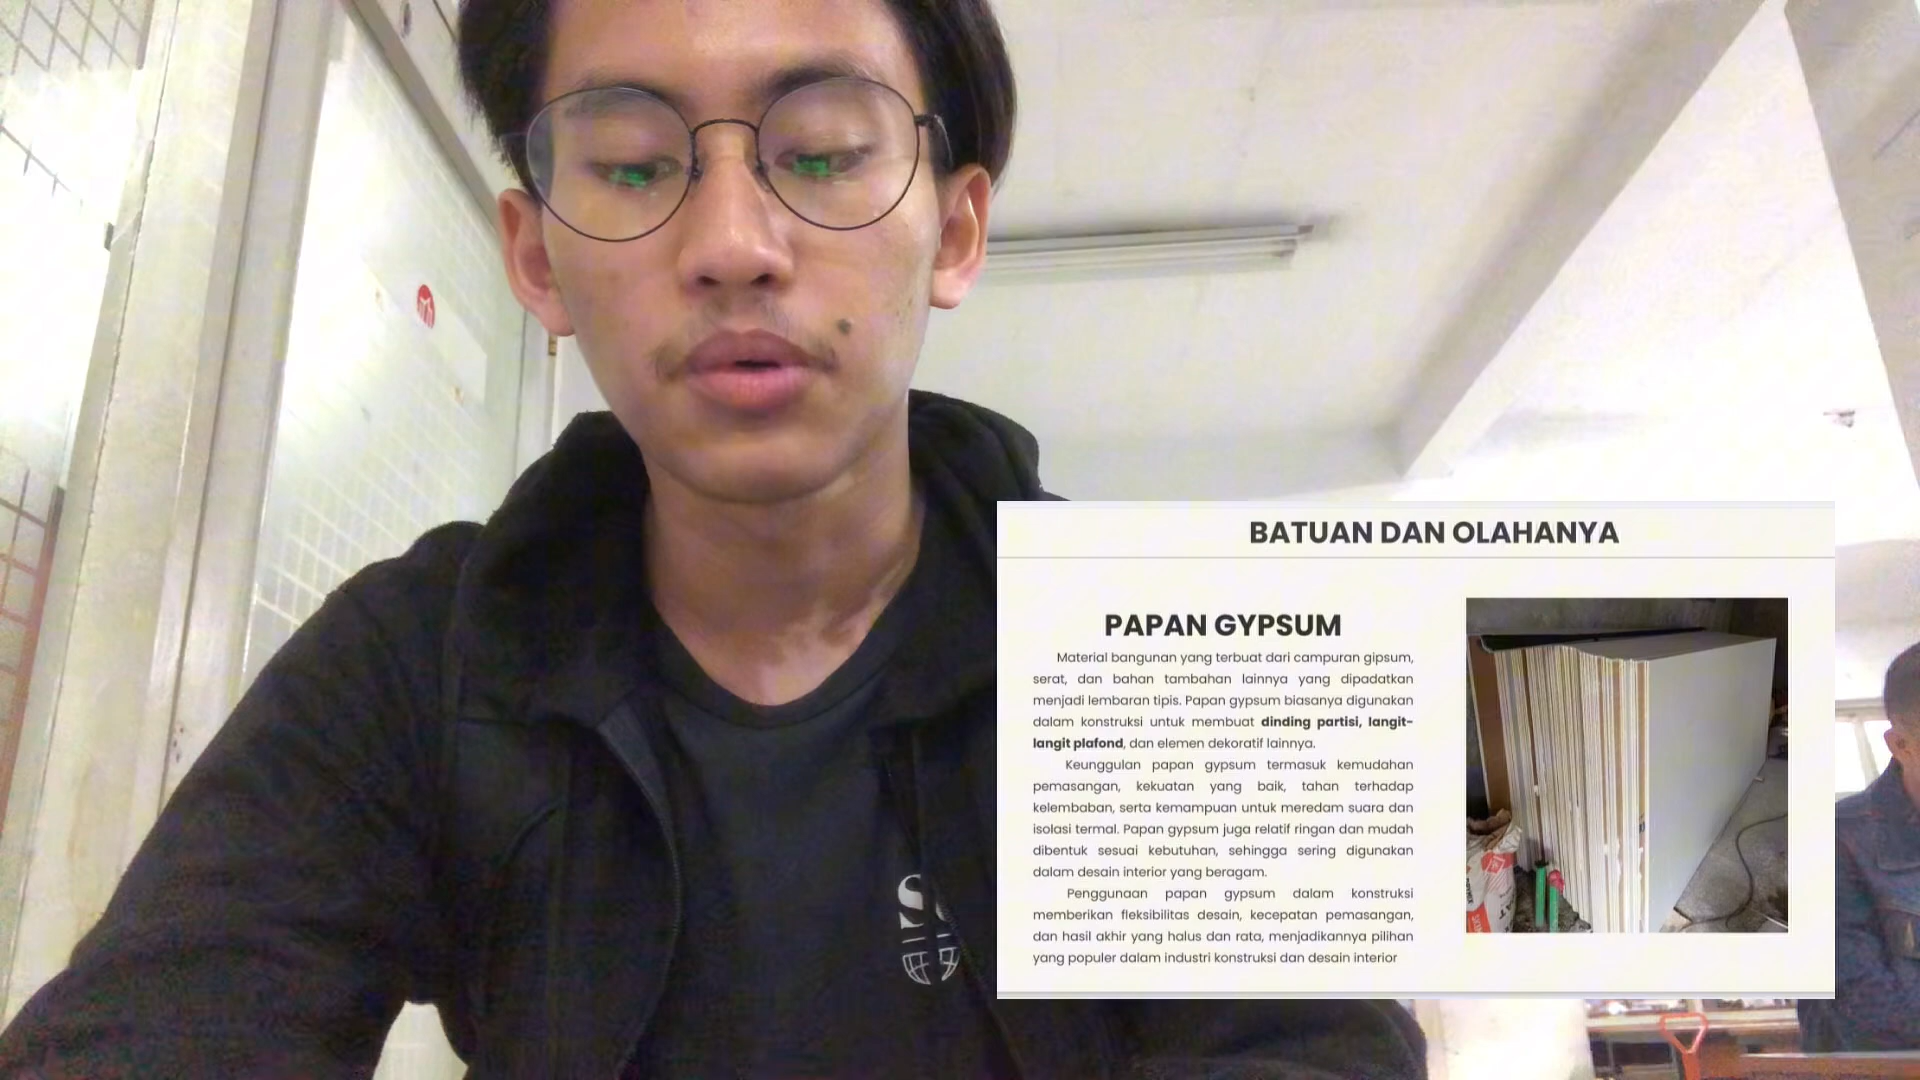 BATUAN DAN OLAHANYA
PAPAN GYPSUM
Material bangunan yang terbuat dari campuran gipsum,
serat, dan bahan tambahan lainnya yang dipadatkan
menjadi lembaran tipis. Papan gypsum biasanya digunakan
dalam konstruksi untuk membuat dinding partisi, langit-
langit plafond, dan elemen dekoratif lainnya.
Keunggulan papan gypsum termasuk kemudahan
pemasangan, kekuatan yang baik, tahan terhadap
kelembaban, serta kemampuan untuk meredam suara dan
isolasi termal. Papan gypsum juga relatif ringan dan mudah
dibentuk sesuai kebutuhan, sehingga sering digunakan
dalam desain interior yang beragam.
Penggunaan papan gypsum dalam konstruksi
memberikan fleksibilitas desain, kecepatan pemasangan,
dan hasil akhir yang halus dan rata, menjadikannya pilihan
yang populer dalam industri konstruksi dan desain interior